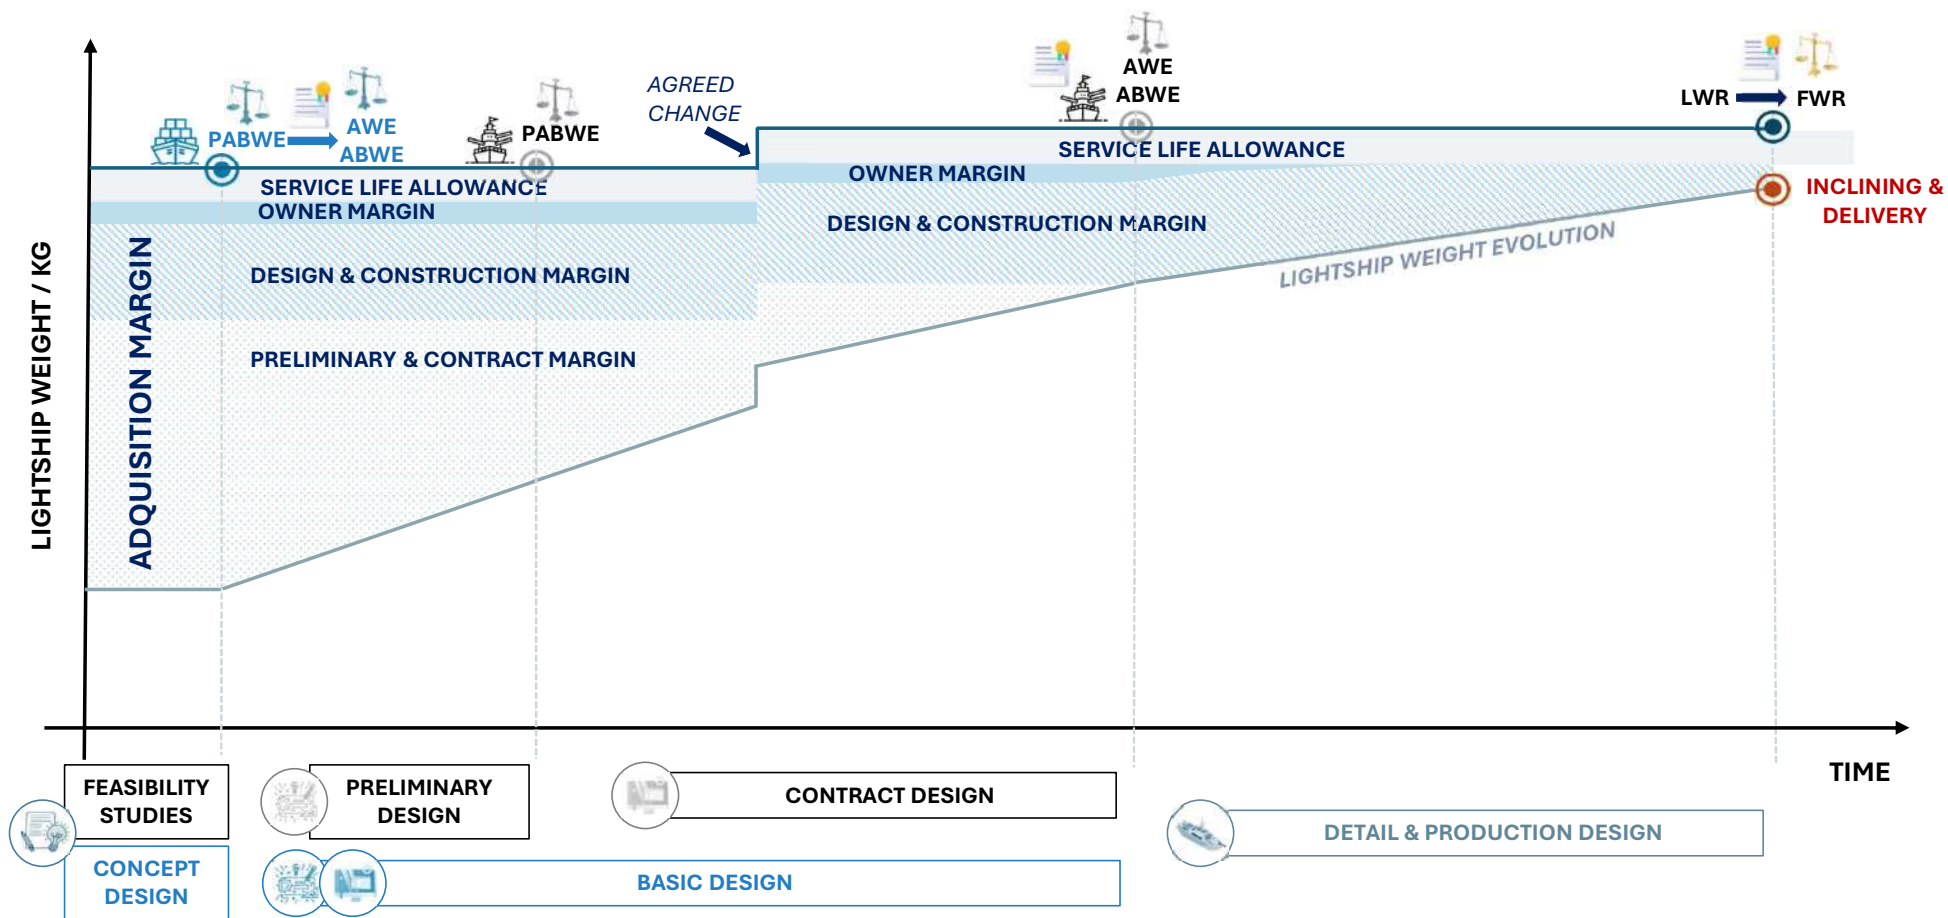 AGREED
CHANGE
AWE
ABWE
LWR
FWR
PABWE
AWE
ABWE
PABWE
SERVICE LIFE ALLOWANCE
OWNER MARGIN
SERVICE LIFE ALLOWANCE
OWNER MARGIN
INCLINING &
DELIVERY
DESIGN & CONSTRUCTION MARGIN
DESIGN & CONSTRUCTION MARGIN
LIGHTSHIP WEIGHT EVOLUTION
PRELIMINARY & CONTRACT MARGIN
ADQUISITION MARGIN
LIGHTSHIP WEIGHT / KG
TIME
FEASIBILITY
STUDIES
PRELIMINARY
DESIGN
CONTRACT DESIGN
DETAIL & PRODUCTION DESIGN
CONCEPT
DESIGN
BASIC DESIGN